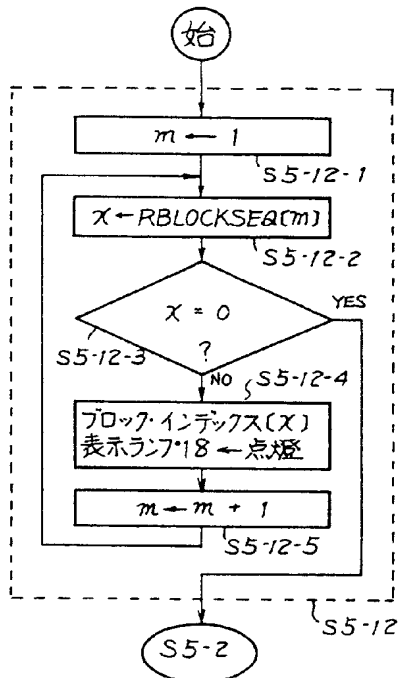 始
m ← 1
S5-12-1
x ← RBLOCKSEQ(m)
S5-12-2
x = 0
?
YES
S5-12-3
NO
S5-12-4
ブロック・インデックス(x)
表示ランプ18 ← 点燈
m ← m + 1
S5-12-5
S5-12
S5-2